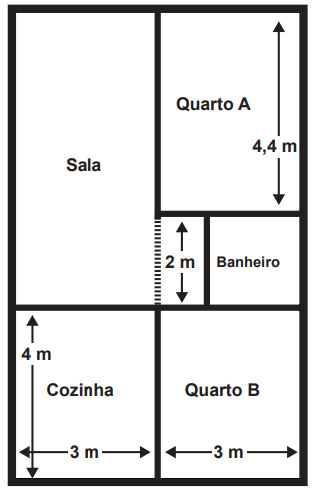 Quarto A
4,4 m
Sala
2 m
Banheiro
4 m
Cozinha
Quarto B
3 m
3 m